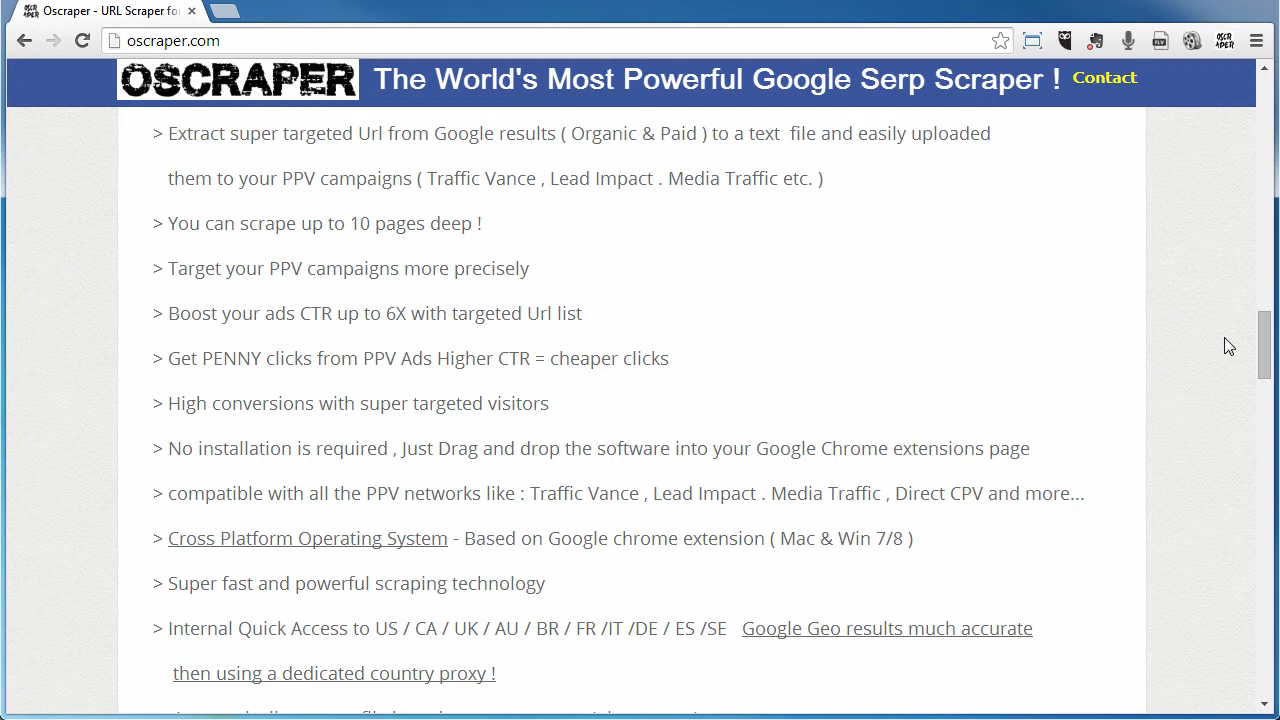 Oscraper - URL Scraper for
oscraper.com
OSCRAPER The World's Most Powerful Google Serp Scraper ! Contact
> Extract super targeted Url from Google results ( Organic & Paid ) to a text file and easily uploaded
them to your PPV campaigns ( Traffic Vance , Lead Impact . Media Traffic etc. )
> You can scrape up to 10 pages deep !
> Target your PPV campaigns more precisely
> Boost your ads CTR up to 6X with targeted Url list
> Get PENNY clicks from PPV Ads Higher CTR = cheaper clicks
> High conversions with super targeted visitors
> No installation is required , Just Drag and drop the software into your Google Chrome extensions page
> compatible with all the PPV networks like : Traffic Vance , Lead Impact . Media Traffic , Direct CPV and more...
> Cross Platform Operating System - Based on Google chrome extension ( Mac & Win 7/8 )
> Super fast and powerful scraping technology
> Internal Quick Access to US / CA / UK / AU / BR / FR /IT /DE / ES /SE Google Geo results much accurate
then using a dedicated country proxy !